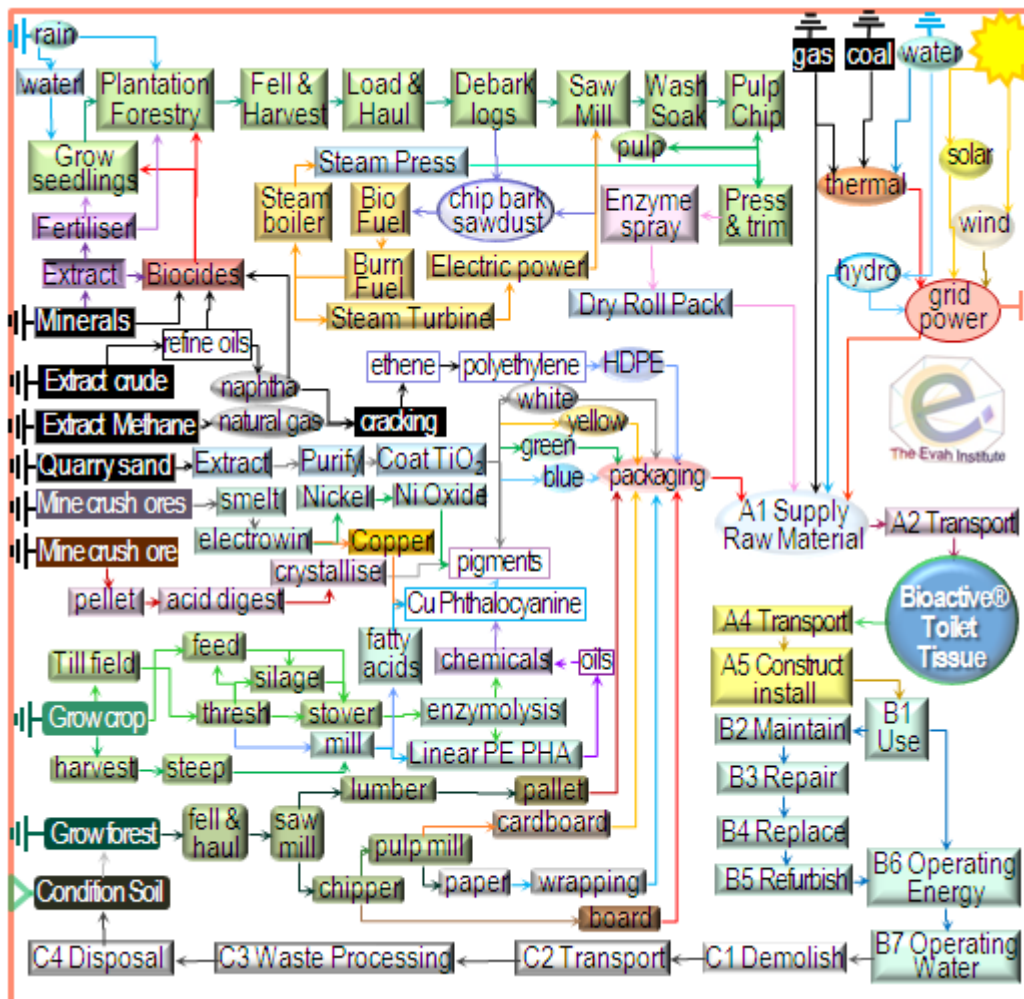 rain
gas
coal
water
water
Plantation
Forestry
Fell &
Harvest
Load &
Haul
Debark
logs
Saw
Mill
Wash
Soak
Pulp
Chip
pulp
solar
Grow
seedlings
Steam Press
thermal
Steam
boiler
Bio
Fuel
chip bark
sawdust
Enzyme
spray
Press
& trim
wind
Fertiliser
Extract
Biocides
Burn
Fuel
Electric power
hydro
grid
power
Minerals
Steam Turbine
Dry Roll Pack
refine oils
Extract crude
naphtha
ethene
polyethylene
HDPE
white
Extract Methane
natural gas
cracking
yellow
green
The Evah Institute
Quarry sand
Extract
Purify
Coat TiO₂
blue
packaging
Mine crush ores
smelt
Nickel
Ni Oxide
A1 Supply
Raw Material
A2 Transport
electrowin
Copper
Mine crush ore
crystallise
pigments
pellet
acid digest
Cu Phthalocyanine
Bioactive®
Toilet
Tissue
A4 Transport
feed
fatty
acids
Till field
silage
chemicals
oils
A5 Construct
install
Grow crop
thresh
stover
enzymolysis
B1
Use
B2 Maintain
mill
Linear PE PHA
harvest
steep
B3 Repair
lumber
pallet
cardboard
Grow forest
fell &
haul
saw
mill
pulp mill
B4 Replace
chipper
paper
wrapping
B5 Refurbish
B6 Operating
Energy
Condition Soil
board
C4 Disposal
C3 Waste Processing
C2 Transport
C1 Demolish
B7 Operating
Water